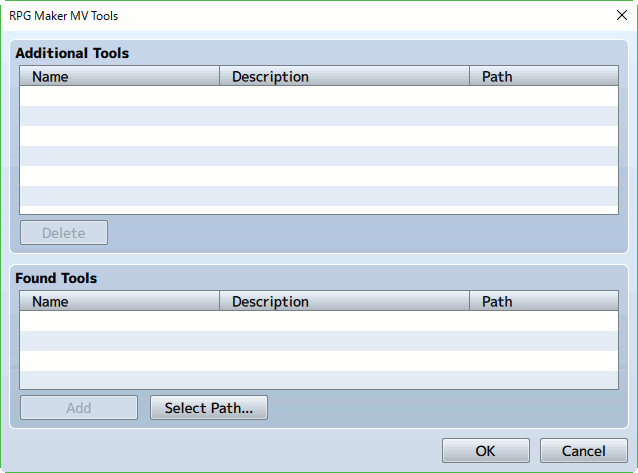 RPG Maker MV Tools
Additional Tools
Name Description Path
Delete
Found Tools
Name Description Path
Add Select Path...
OK Cancel